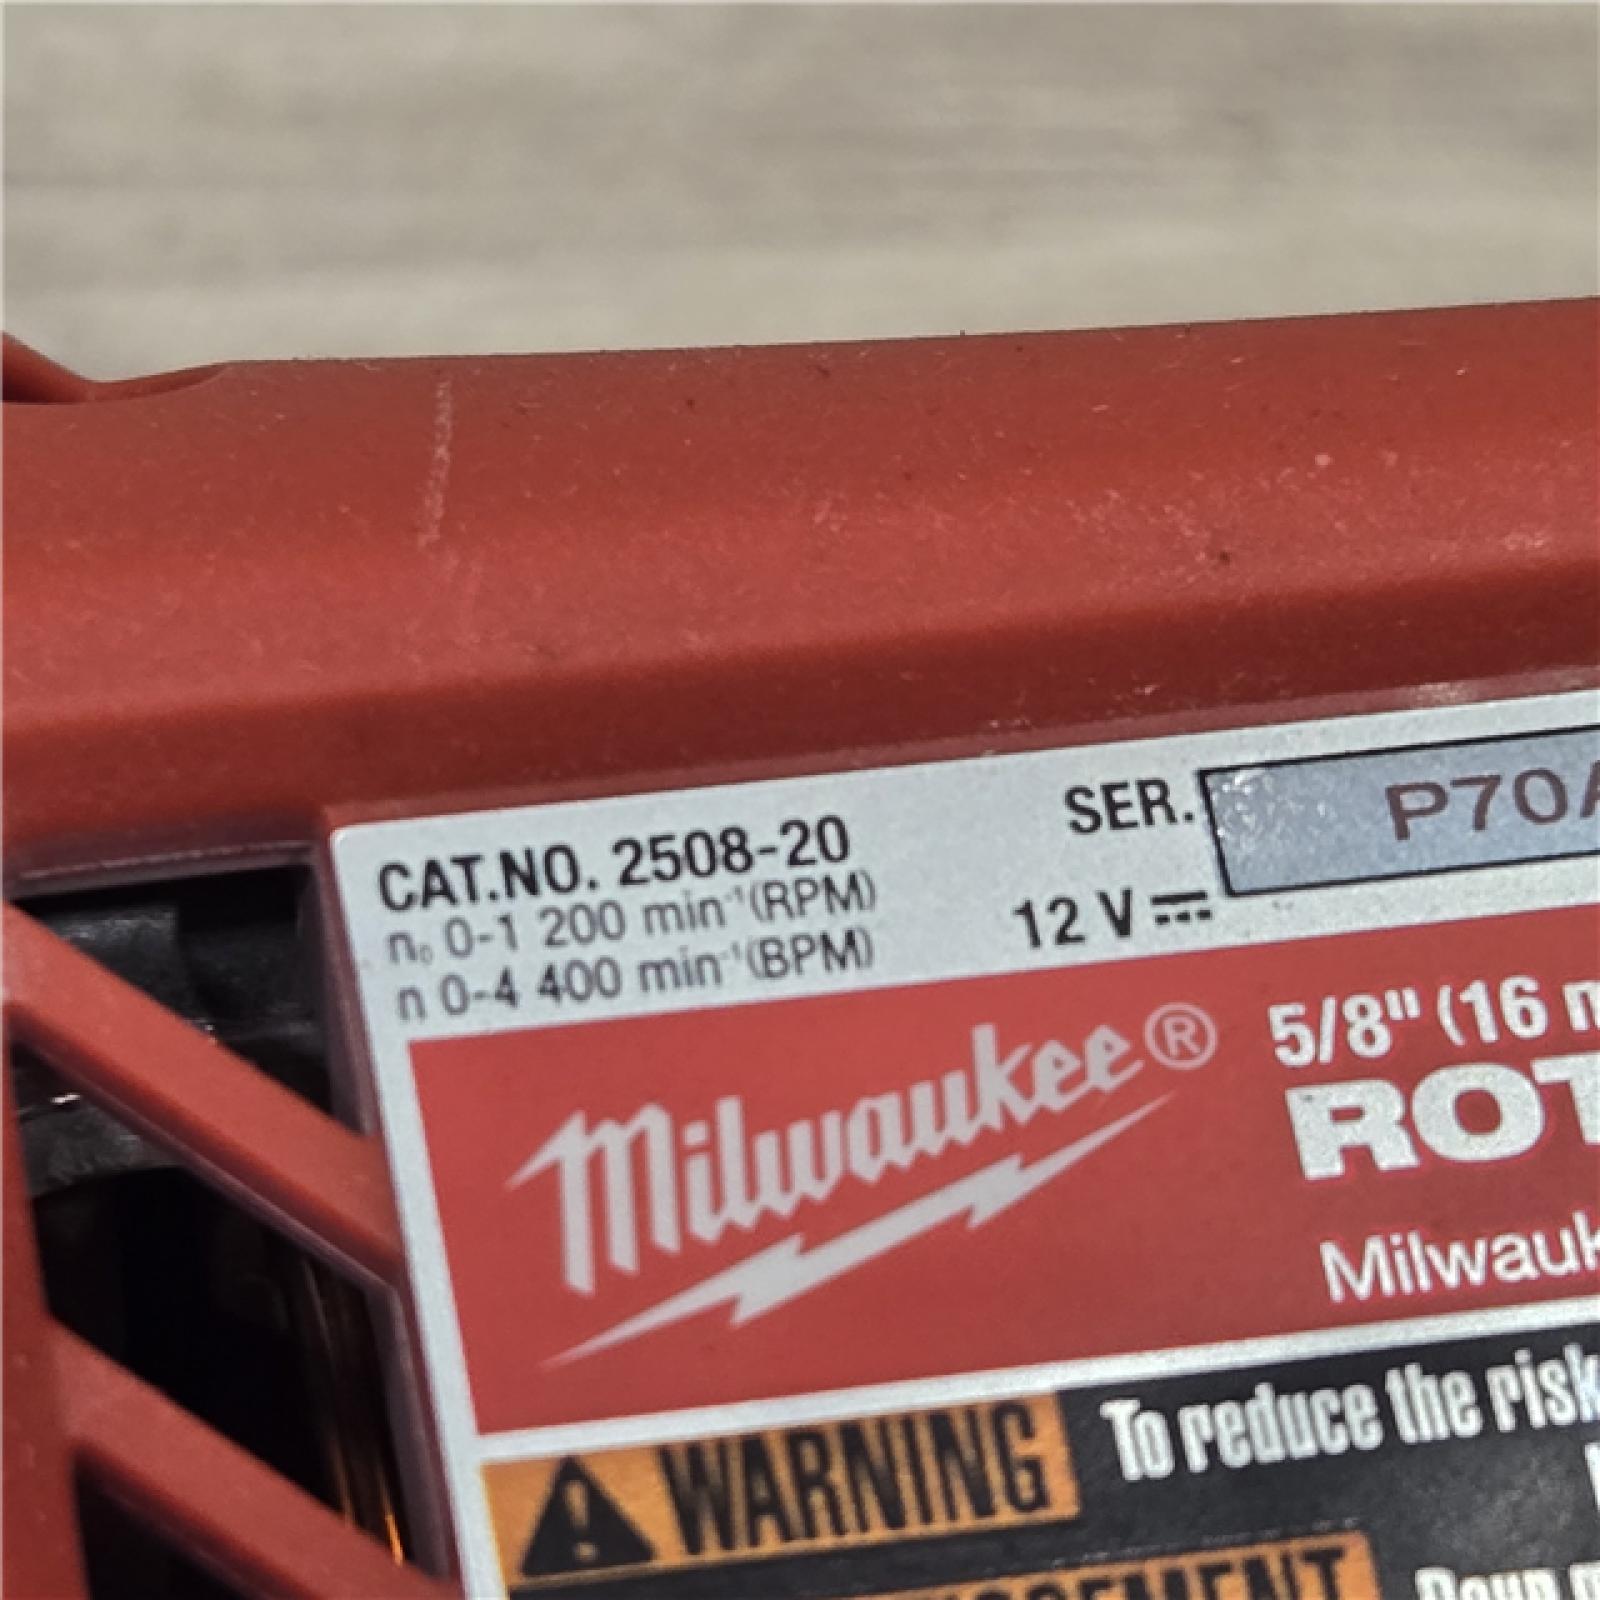 CAT.NO. 2508-20
SER. P70A
n₀ 0-1 200 min⁻¹(RPM)
n 0-4 400 min⁻¹(BPM)
12 V ⎓
Milwaukee®
5/8" (16
ROT
Milwauk
WARNING To reduce the risk